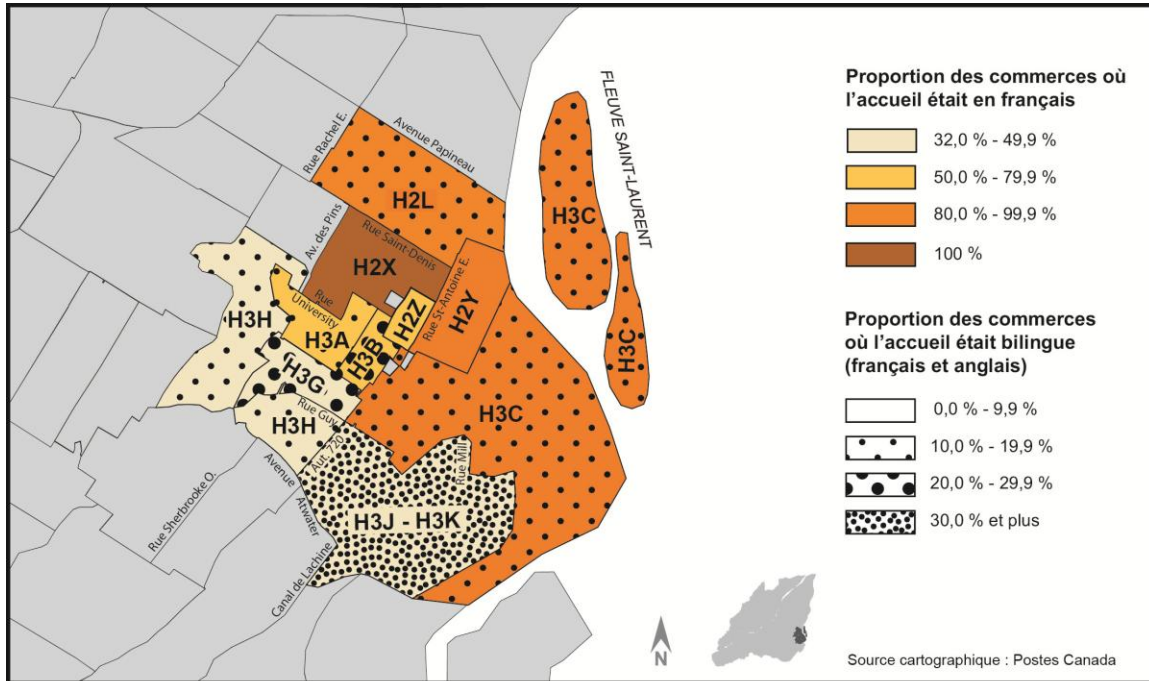 Rue Rachel E.
Avenue Papineau
FLEUVE SAINT-LAURENT
H2L
H3C
H3C
Av. des Pins
Rue Saint-Denis
H2X
Rue St-Antoine E.
H2Y
H2Z
Rue
University
H3A
H3B
H3H
H3G
Rue Guy
H3H
Aut. 720
H3C
Rue Mill
Avenue
Atwater
H3J - H3K
Rue Sherbrooke O.
Canal de Lachine
N
Proportion des commerces où
l'accueil était en français
32,0 % - 49,9 %
50,0 % - 79,9 %
80,0 % - 99,9 %
100 %
Proportion des commerces
où l'accueil était bilingue
(français et anglais)
0,0 % - 9,9 %
10,0 % - 19,9 %
20,0 % - 29,9 %
30,0 % et plus
Source cartographique : Postes Canada